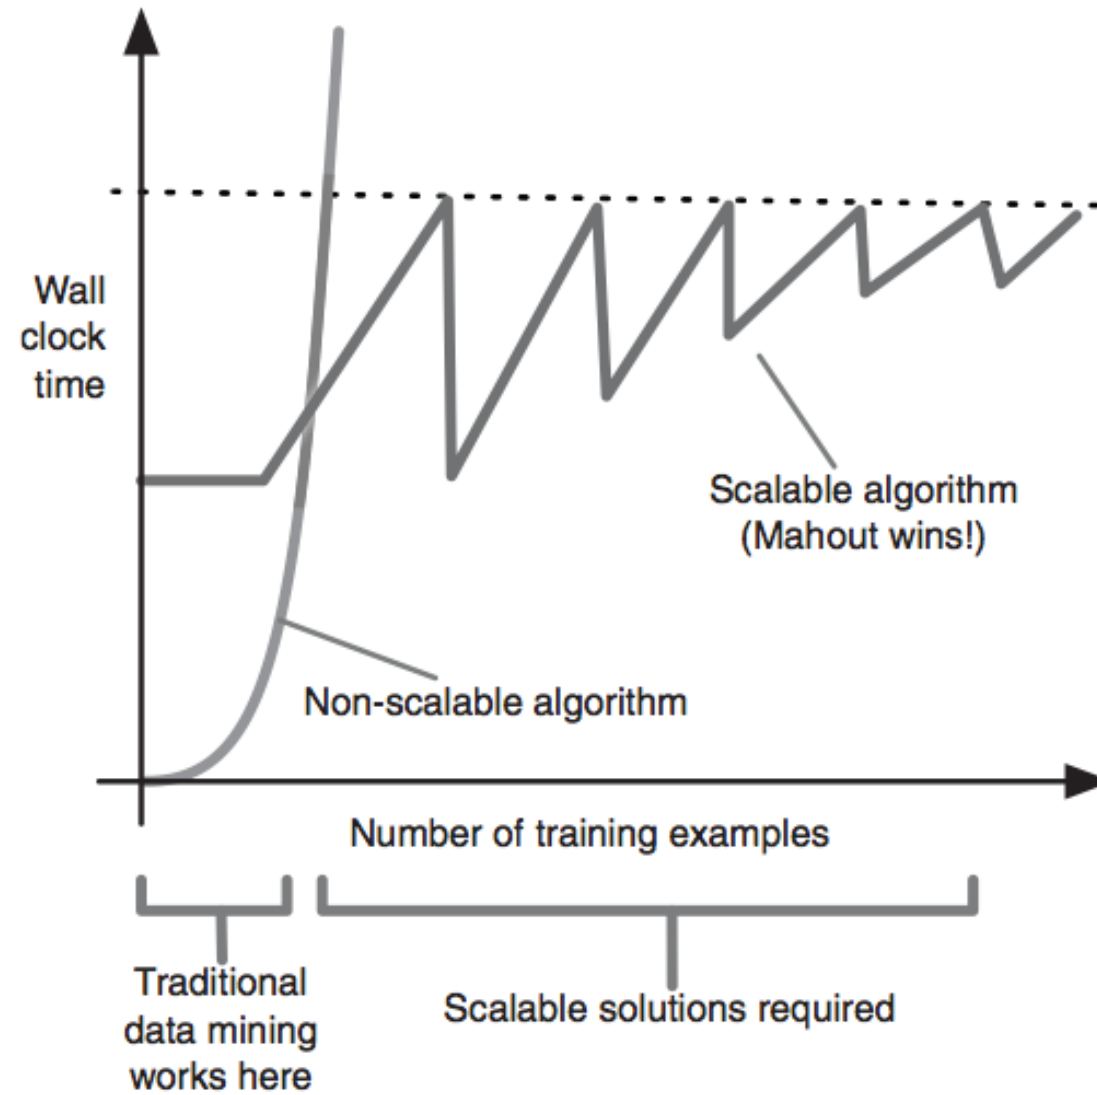 Wall
clock
time
Scalable algorithm
(Mahout wins!)
Non-scalable algorithm
Number of training examples
Traditional
data mining
works here
Scalable solutions required